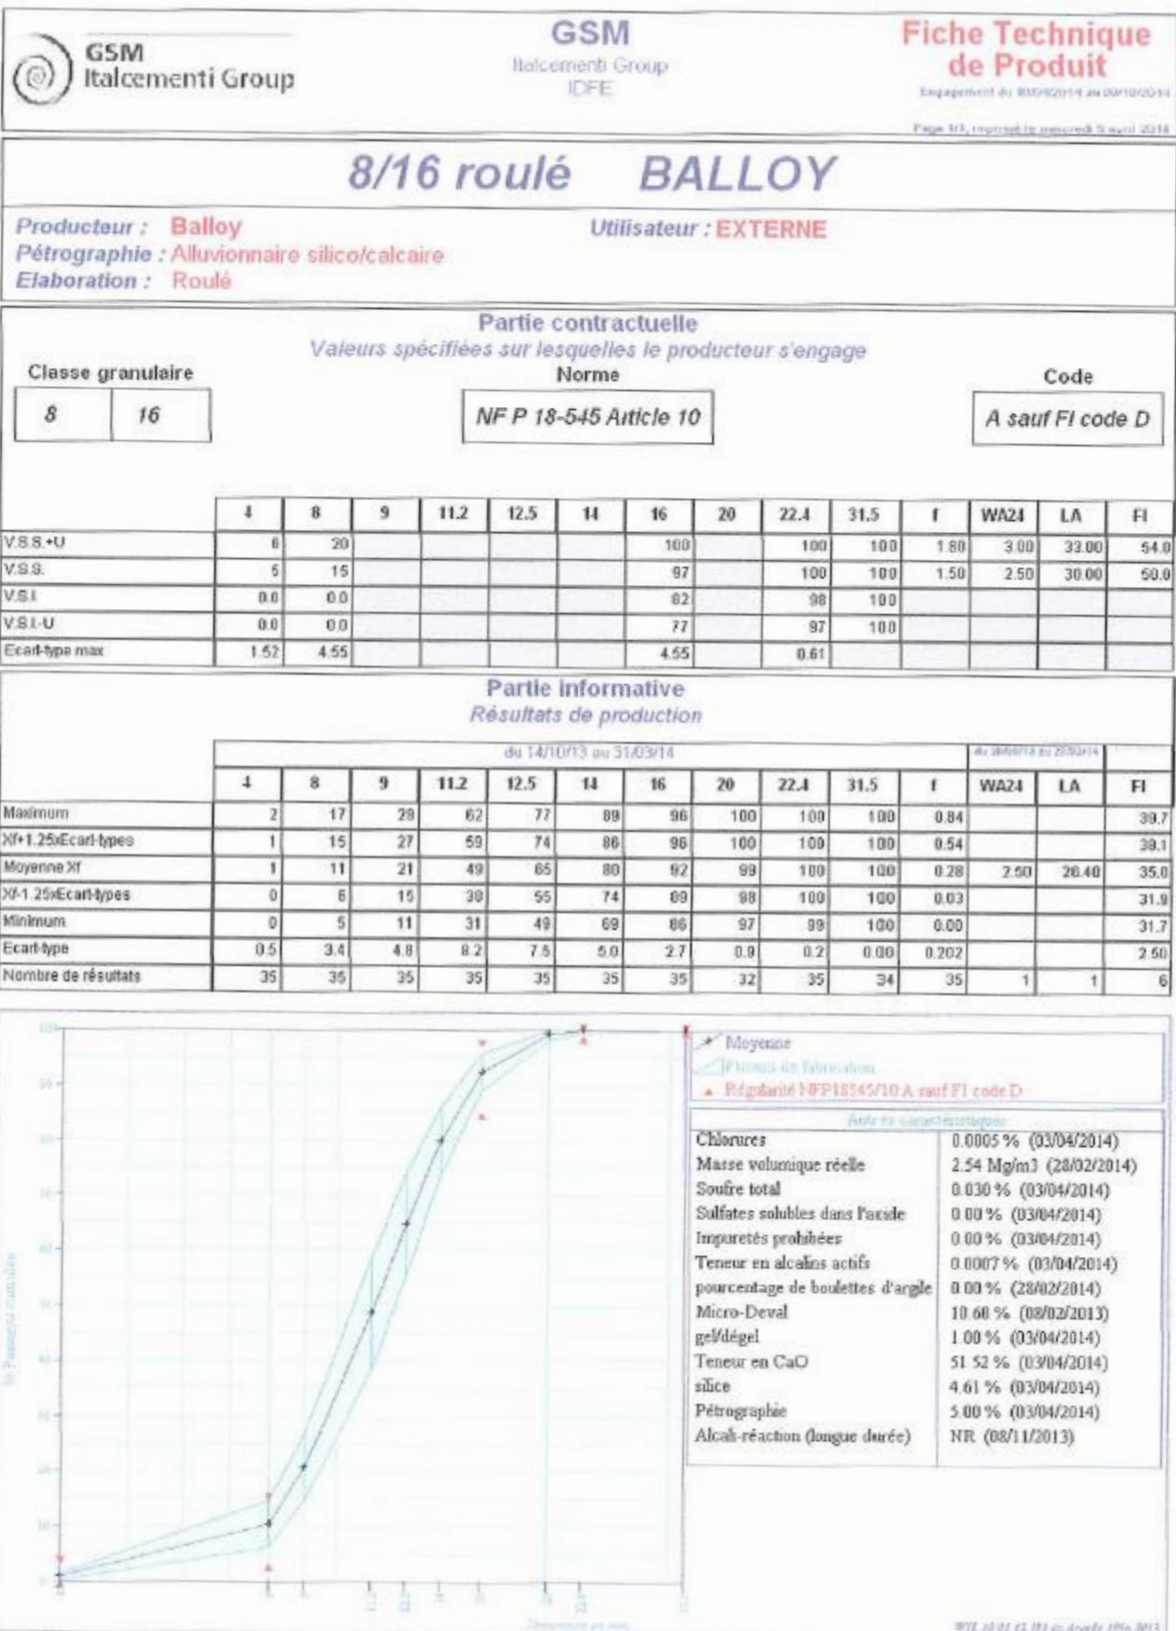 GSM
Italcementi Group
GSM
Italcementi Group
IDFE
Fiche Technique
de Produit
8/16 roulé BALLOY
Producteur : Balloy
Utilisateur : EXTERNE
Pétrographie : Alluvionnaire silico/calcaire
Elaboration : Roulé
Partie contractuelle
Valeurs spécifiées sur lesquelles le producteur s'engage
Classe granulaire
Norme
Code
8 16
NF P 18-545 Article 10
A sauf FI code D
4 8 9 11.2 12.5 14 16 20 22.4 31.5 f WA24 LA FI
V.S.S.+U 6 20 100 100 100 1.80 3.00 33.00 54.0
V.S.S. 5 15 97 100 100 1.50 2.50 30.00 50.0
V.S.I 0.0 0.0 82 98 100
V.S.I.-U 0.0 0.0 77 97 100
Ecart-type max 1.52 4.55 4.55 0.61
Partie informative
Résultats de production
du 14/10/13 au 31/03/14
4 8 9 11.2 12.5 14 16 20 22.4 31.5 f WA24 LA FI
Maximum 2 17 29 62 77 89 96 100 100 100 0.84 39.7
Xf+1.25xEcart-types 1 15 27 59 74 86 96 100 100 100 0.54 38.1
Moyenne Xf 1 11 21 49 65 80 92 99 100 100 0.28 2.50 26.40 35.0
Xf-1.25xEcart-types 0 6 15 38 55 74 89 98 100 100 0.03 31.9
Minimum 0 5 11 31 49 69 86 97 99 100 0.00 31.7
Ecart-type 0.5 3.4 4.8 8.2 7.5 5.0 2.7 0.9 0.2 0.00 0.202 2.50
Nombre de résultats 35 35 35 35 35 35 35 32 35 34 35 1 1 6
Moyenne
Fuseau de fabrication
Régularité NFP18545/10 A sauf FI code D
Autres caractéristiques
Chlorures 0.0005 % (03/04/2014)
Masse volumique réelle 2.54 Mg/m3 (28/02/2014)
Soufre total 0.030 % (03/04/2014)
Sulfates solubles dans l'acide 0.00 % (03/04/2014)
Impuretés prohibées 0.00 % (03/04/2014)
Teneur en alcalins actifs 0.0007 % (03/04/2014)
pourcentage de boulettes d'argile 0.00 % (28/02/2014)
Micro-Deval 10.60 % (08/02/2013)
gel/dégel 1.00 % (03/04/2014)
Teneur en CaO 51.52 % (03/04/2014)
silice 4.61 % (03/04/2014)
Pétrographie 5.00 % (03/04/2014)
Alcali-réaction (longue durée) NR (08/11/2013)